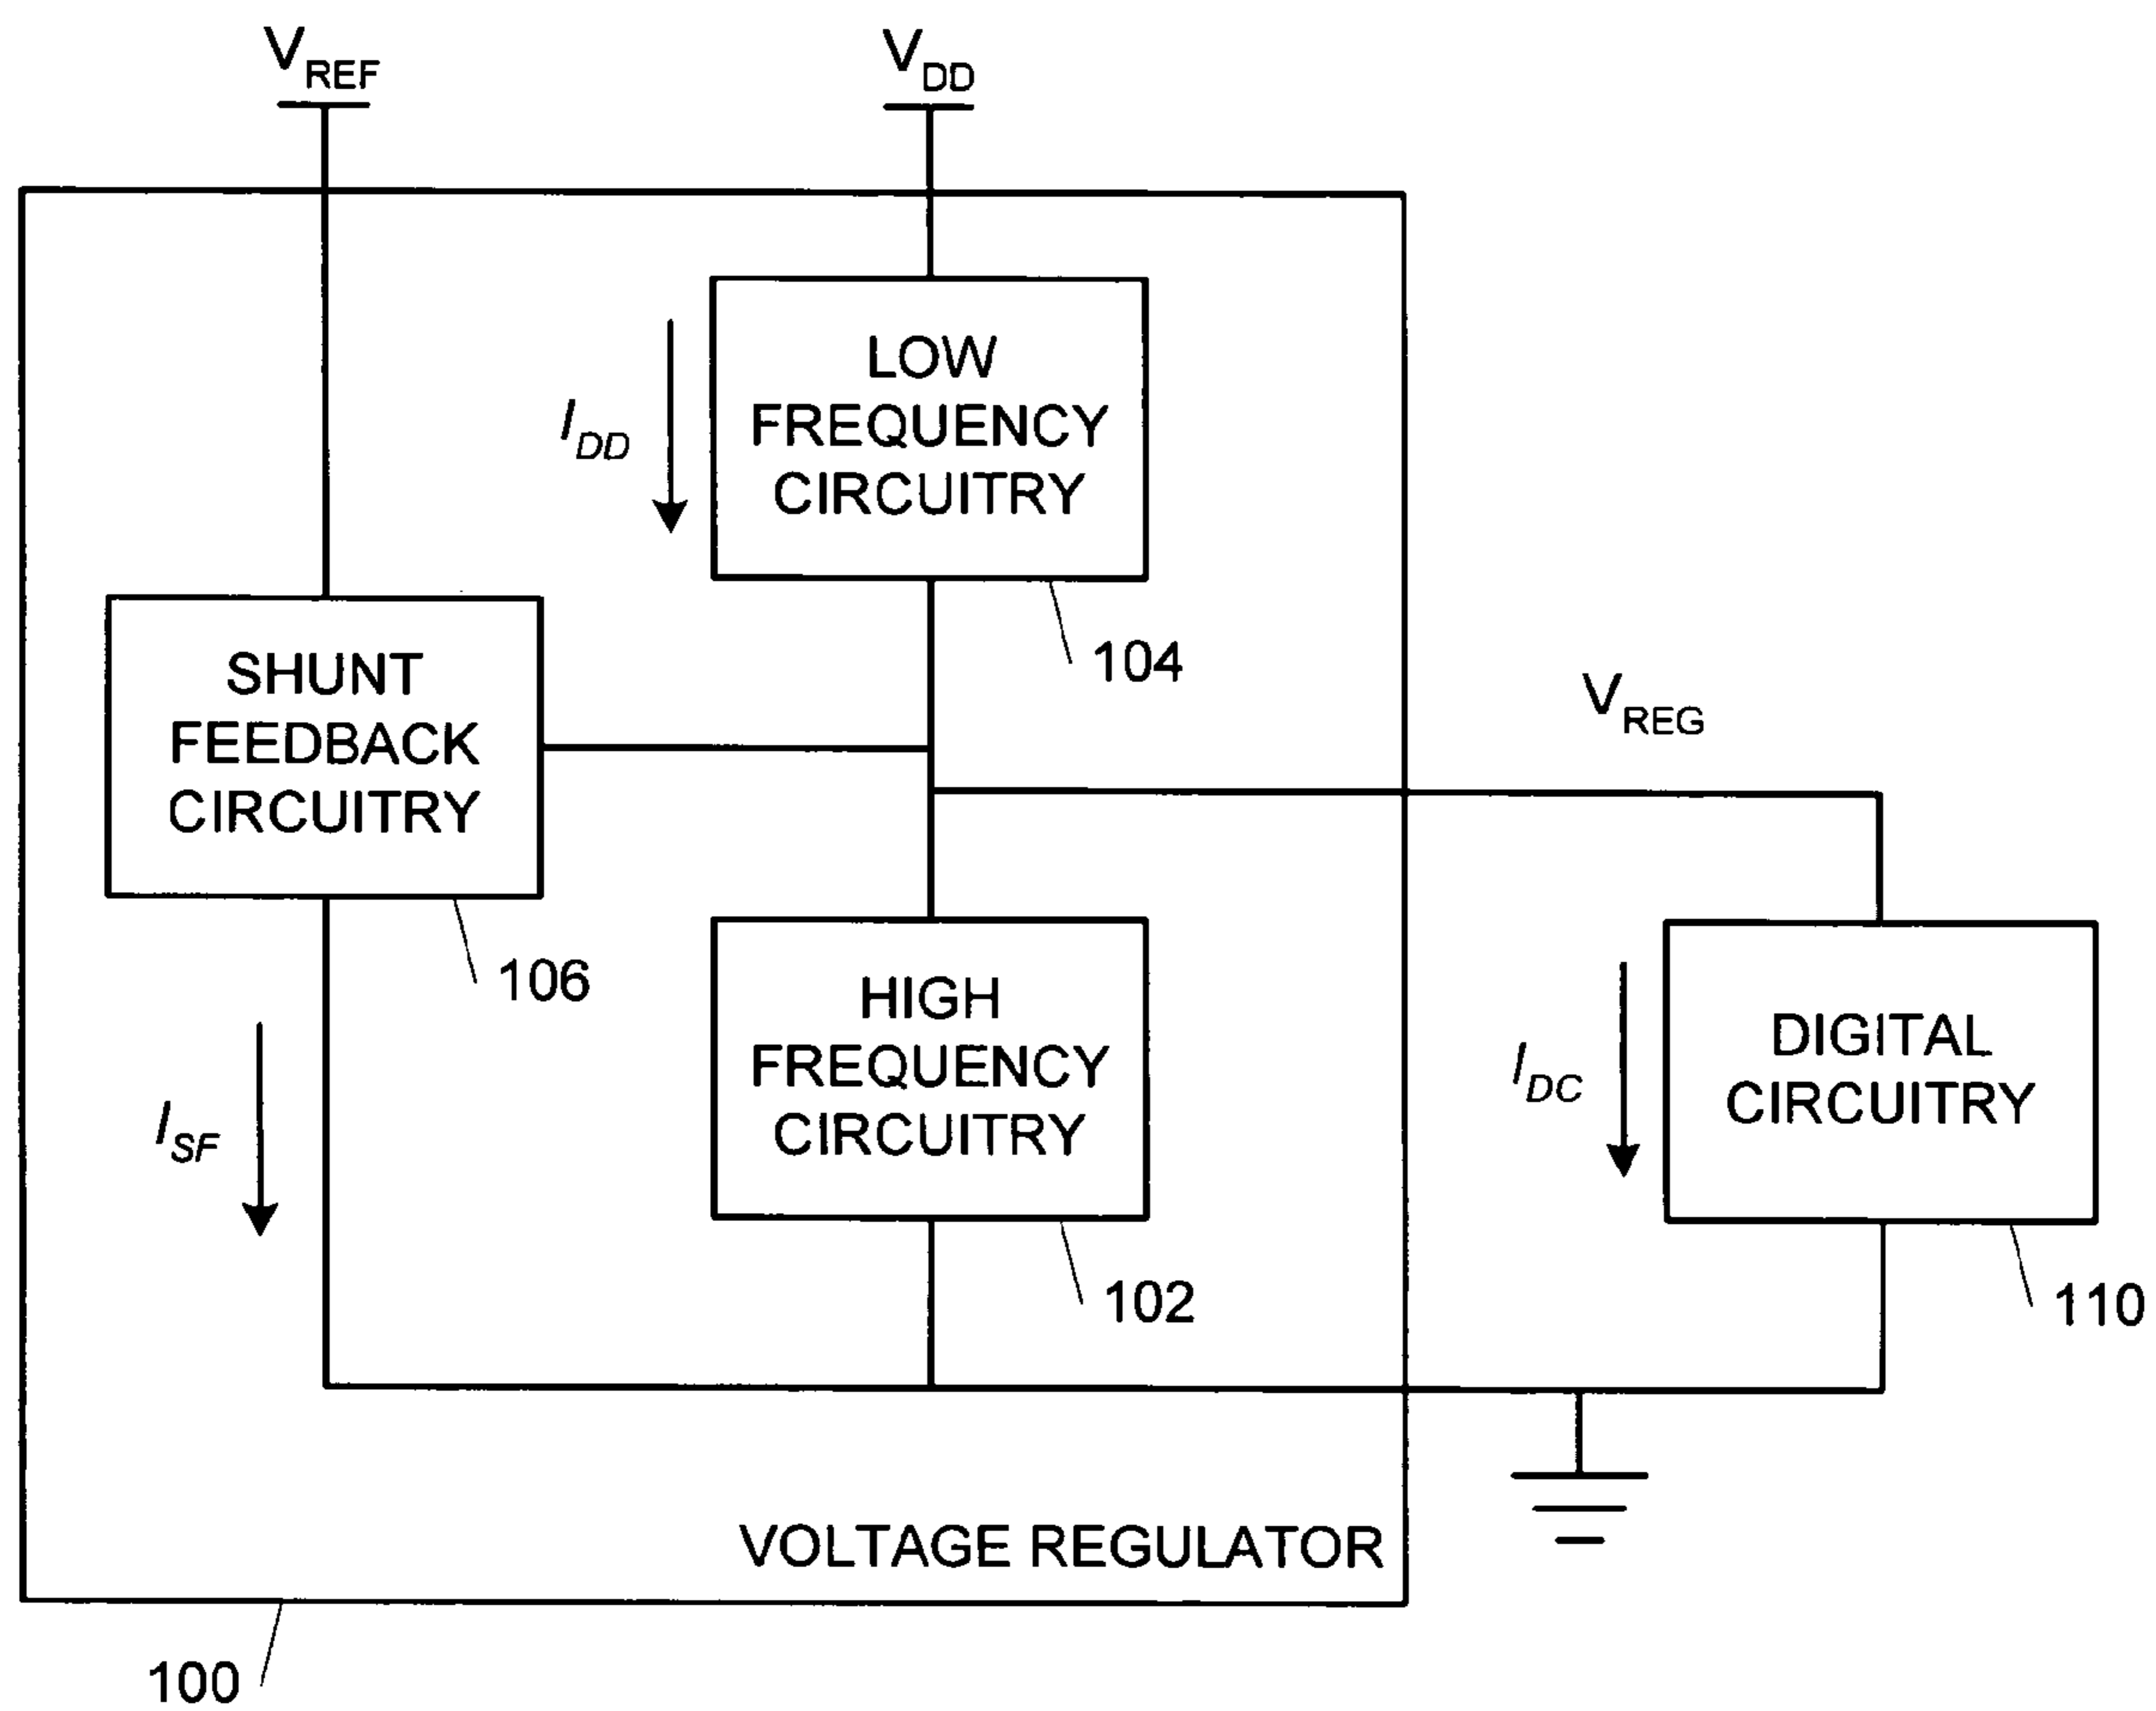 VREF
VDD
LOW
FREQUENCY
CIRCUITRY
IDD
104
SHUNT
FEEDBACK
CIRCUITRY
106
VREG
HIGH
FREQUENCY
CIRCUITRY
102
ISF
DIGITAL
CIRCUITRY
IDC
110
VOLTAGE REGULATOR
100